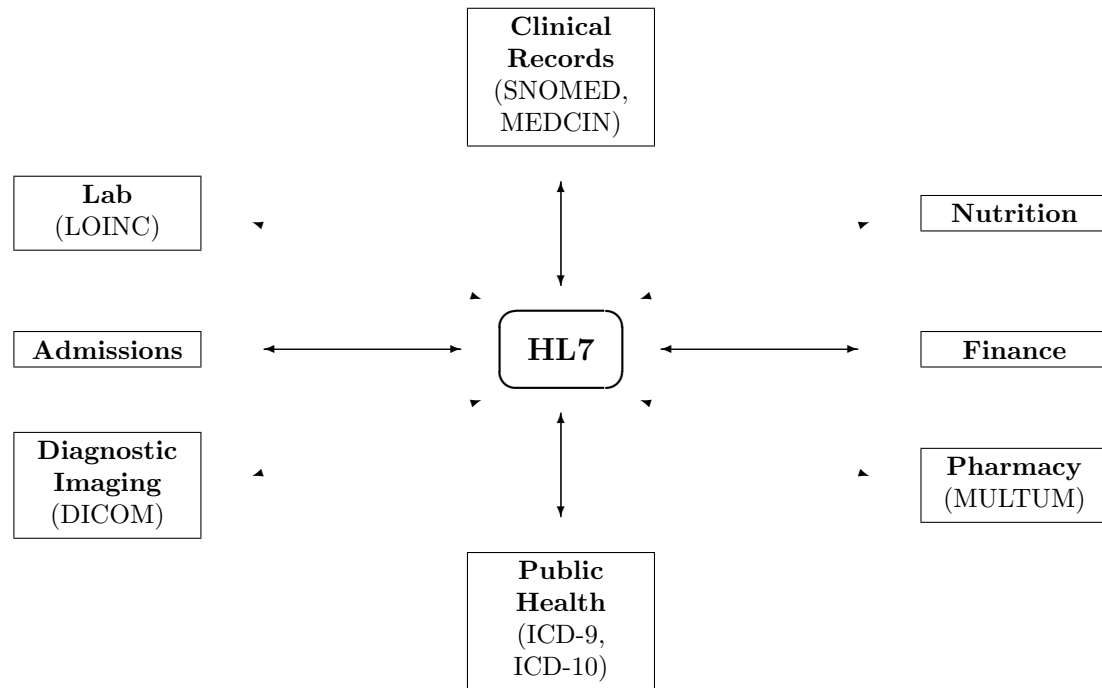 Clinical
Records
(SNOMED,
MEDCIN)
Lab
(LOINC)
Nutrition
Admissions
HL7
Finance
Diagnostic
Imaging
(DICOM)
Pharmacy
(MULTUM)
Public
Health
(ICD-9,
ICD-10)